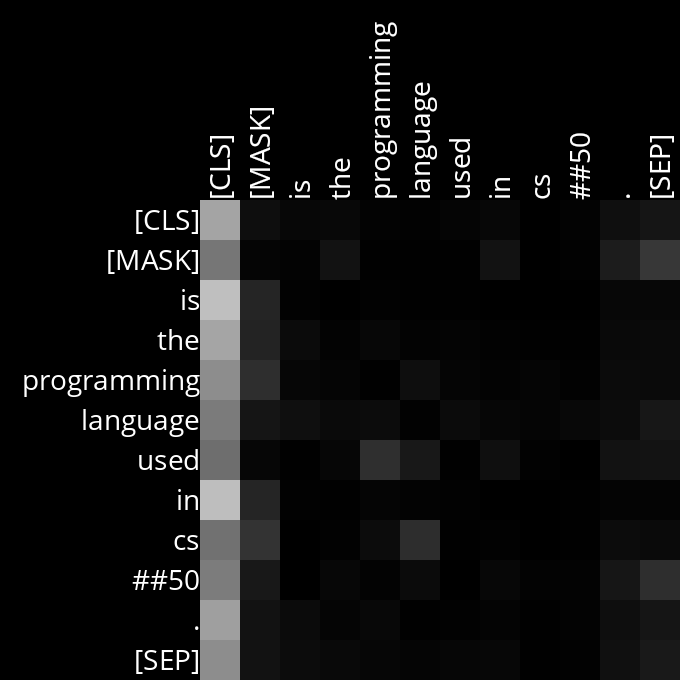 [CLS]
[MASK]
is
the
programming
language
used
in
cs
##50
.
[SEP]
[CLS]
[MASK]
is
the
programming
language
used
in
cs
##50
.
[SEP]